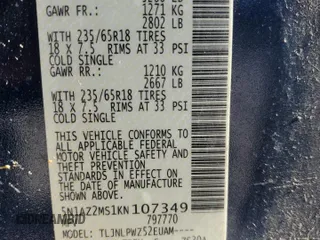 GAWR FR: 1271 KG
2802 LB
WITH 235/65R18 TIRES
18 X 7.5 RIMS AT 33 PSI
COLD SINGLE
GAWR RR: 1210 KG
2667 LB
WITH 235/65R18 TIRES
18 X 7.5 RIMS AT 33 PSI
COLD SINGLE
THIS VEHICLE CONFORMS TO
ALL APPLICABLE FEDERAL
MOTOR VEHICLE SAFETY
BUMPER, AND THEFT
PREVENTION STANDARDS IN
EFFECT ON THE DATE OF
MANUFACTURE SHOWN ABOVE.
5N1AZ2MS1KN107349
797770
MODEL: TLJNLPWZ52EUAM----